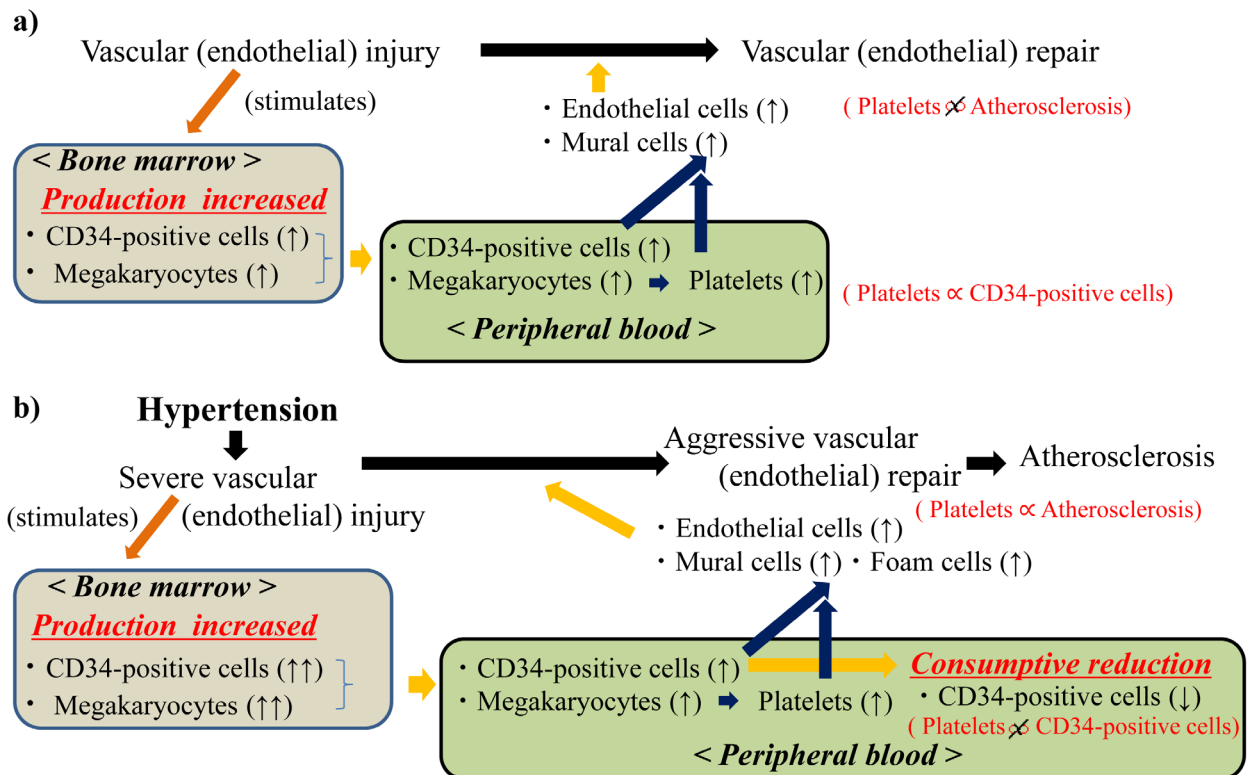 a)
Vascular (endothelial) injury
Vascular (endothelial) repair
(stimulates)
・Endothelial cells (↑)
・Mural cells (↑)
( Platelets ∝̸ Atherosclerosis)
< Bone marrow >
Production increased
・CD34-positive cells (↑)
・Megakaryocytes (↑)
・CD34-positive cells (↑)
・Megakaryocytes (↑) Platelets (↑)
< Peripheral blood >
( Platelets ∝ CD34-positive cells)
b)
Hypertension
Severe vascular
(endothelial) injury
Aggressive vascular
(endothelial) repair
Atherosclerosis
( Platelets ∝ Atherosclerosis)
(stimulates)
・Endothelial cells (↑)
・Mural cells (↑)・Foam cells (↑)
< Bone marrow >
Production increased
・CD34-positive cells (↑↑)
・Megakaryocytes (↑↑)
・CD34-positive cells (↑)
・Megakaryocytes (↑) Platelets (↑)
Consumptive reduction
・CD34-positive cells (↓)
( Platelets ∝̸ CD34-positive cells)
< Peripheral blood >